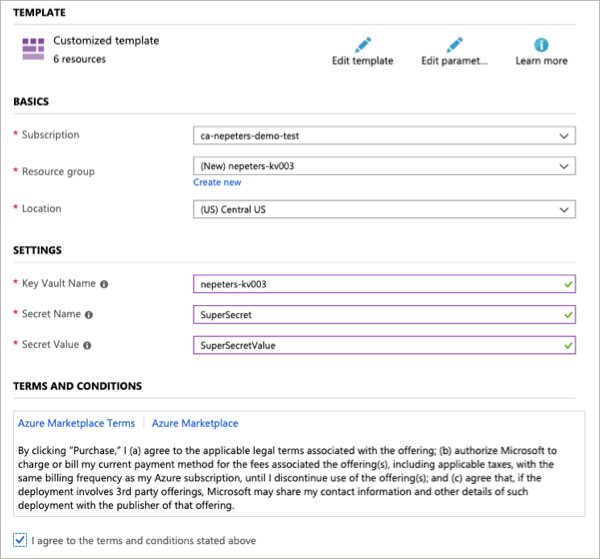 TEMPLATE
Customized template
6 resources
Edit template
Edit paramet...
Learn more
BASICS
* Subscription
ca-nepeters-demo-test
* Resource group
(New) nepeters-kv003
Create new
* Location
(US) Central US
SETTINGS
* Key Vault Name
nepeters-kv003
* Secret Name
SuperSecret
* Secret Value
SuperSecretValue
TERMS AND CONDITIONS
Azure Marketplace Terms | Azure Marketplace
By clicking "Purchase," I (a) agree to the applicable legal terms associated with the offering; (b) authorize Microsoft to
charge or bill my current payment method for the fees associated the offering(s), including applicable taxes, with the
same billing frequency as my Azure subscription, until I discontinue use of the offering(s); and (c) agree that, if the
deployment involves 3rd party offerings, Microsoft may share my contact information and other details of such
deployment with the publisher of that offering.
I agree to the terms and conditions stated above